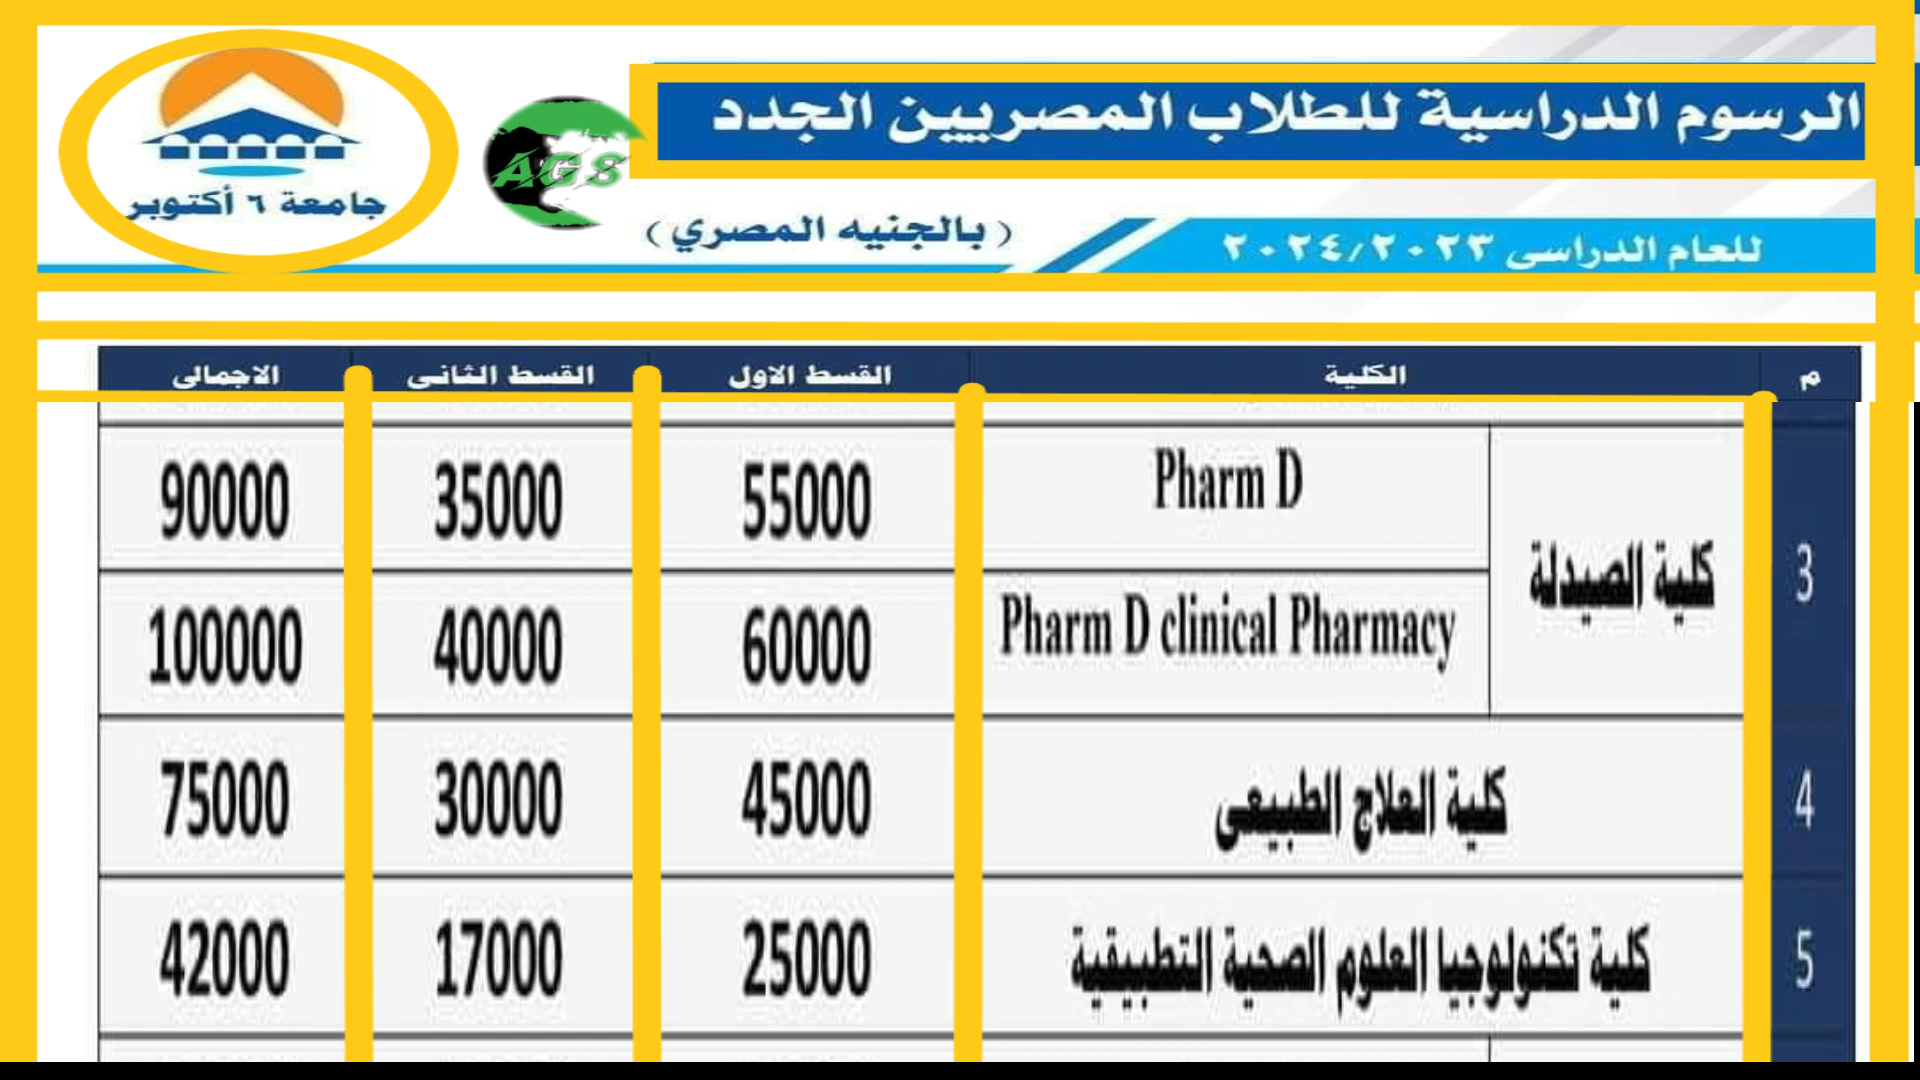 الرسوم الدراسية للطلاب المصريين الجدد
جامعة ٦ أكتوبر
AGS
للعام الدراسى ٢٠٢٤/٢٠٢٣
( بالجنيه المصري )
م الكلية القسط الاول القسط الثانى الاجمالى
3 كلية الصيدلة Pharm D 55000 35000 90000
Pharm D clinical Pharmacy 60000 40000 100000
4 كلية العلاج الطبيعى 45000 30000 75000
5 كلية تكنولوجيا العلوم الصحية التطبيقية 25000 17000 42000